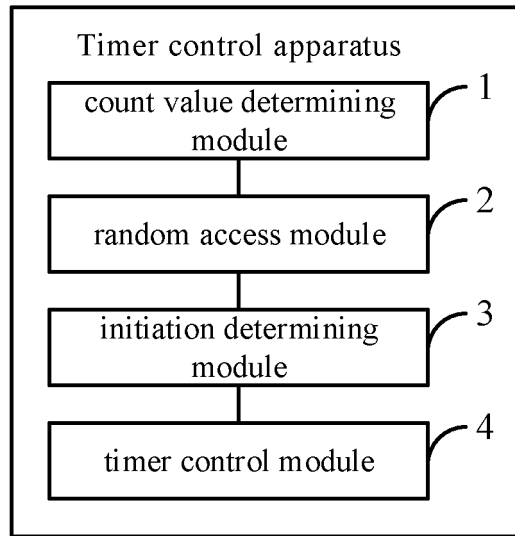 Timer control apparatus
count value determining
module
1
random access module
2
initiation determining
module
3
timer control module
4